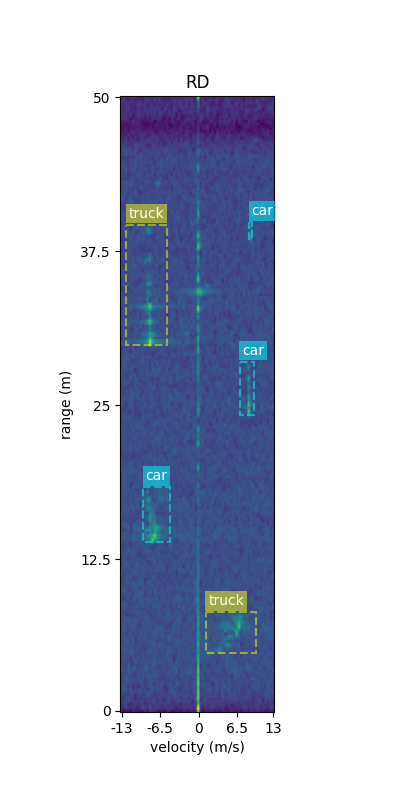 RD
50
truck
car
37.5
car
range (m)
25
car
12.5
truck
0
-13 -6.5 0 6.5 13
velocity (m/s)